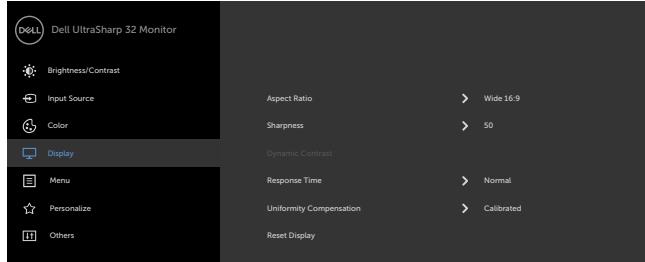 DELL
Dell UltraSharp 32 Monitor
Brightness/Contrast
Input Source
Color
Display
Menu
Personalize
Others
Aspect Ratio Wide 16:9
Sharpness 50
Dynamic Contrast
Response Time Normal
Uniformity Compensation Calibrated
Reset Display